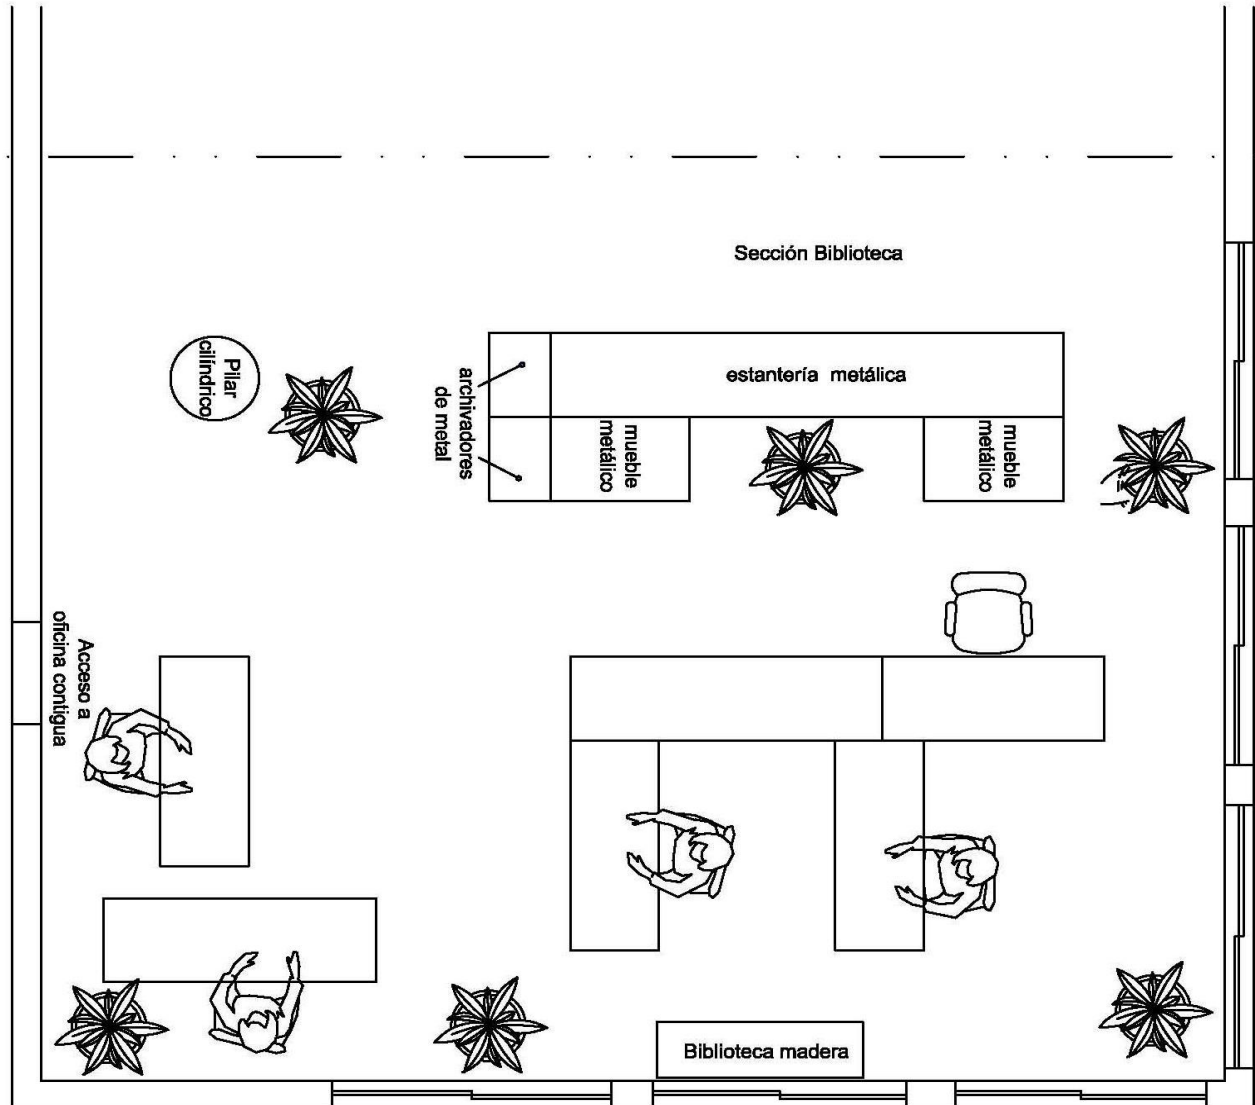 Sección Biblioteca
Pilar
cilíndrico
archivadores
de metal
estantería metálica
mueble
metálico
mueble
metálico
Acceso a
oficina contigua
Biblioteca madera